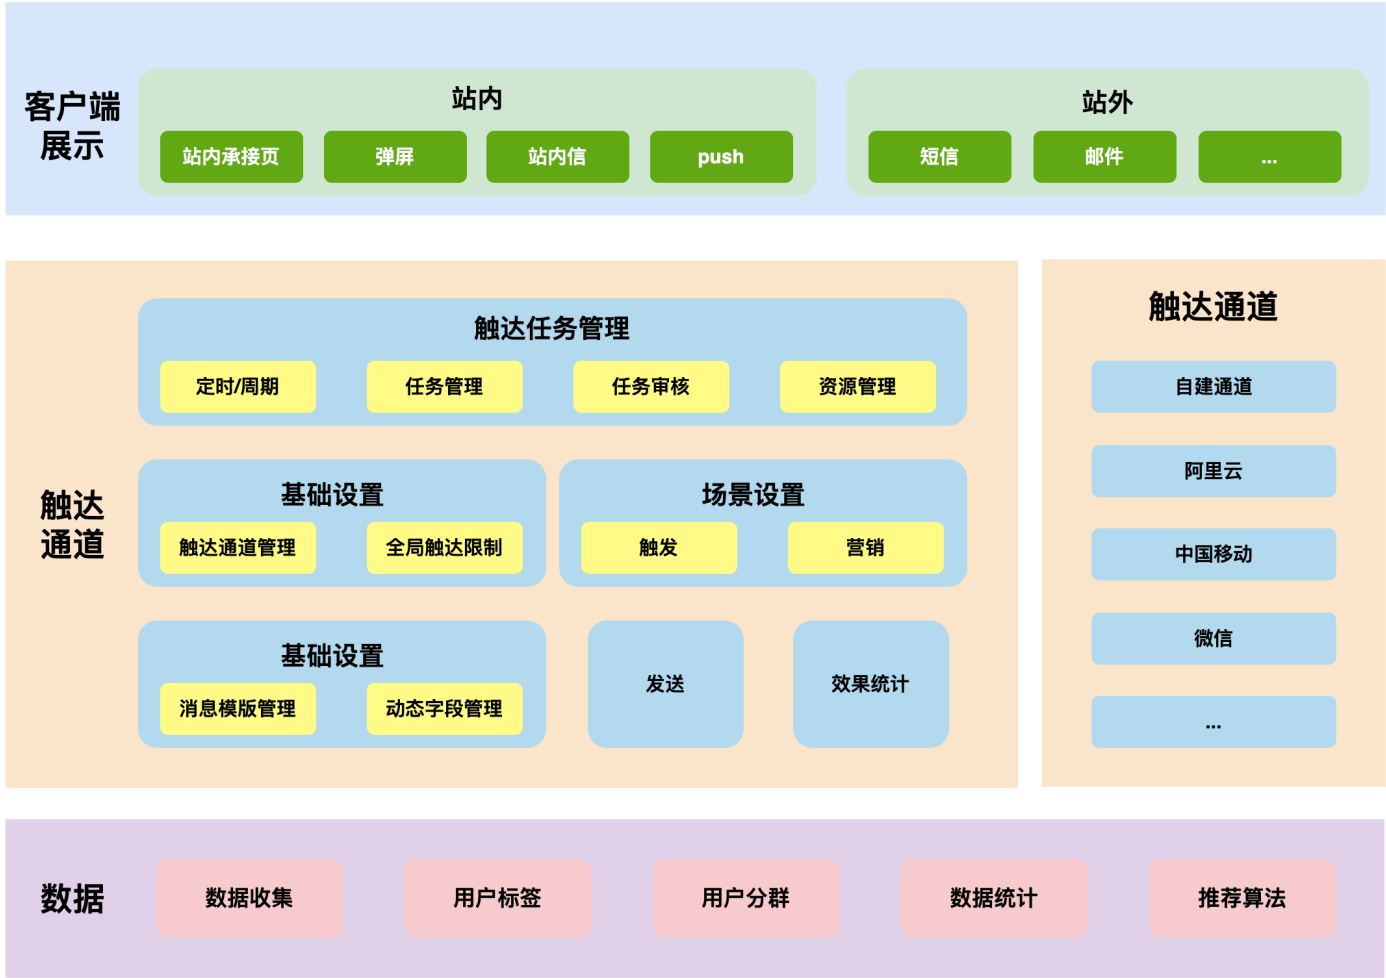 客户端
展示
站内
站内承接页
弹屏
站内信
push
站外
短信
邮件
...
触达
通道
触达任务管理
定时/周期
任务管理
任务审核
资源管理
基础设置
触达通道管理
全局触达限制
场景设置
触发
营销
基础设置
消息模版管理
动态字段管理
发送
效果统计
触达通道
自建通道
阿里云
中国移动
微信
...
数据
数据收集
用户标签
用户分群
数据统计
推荐算法